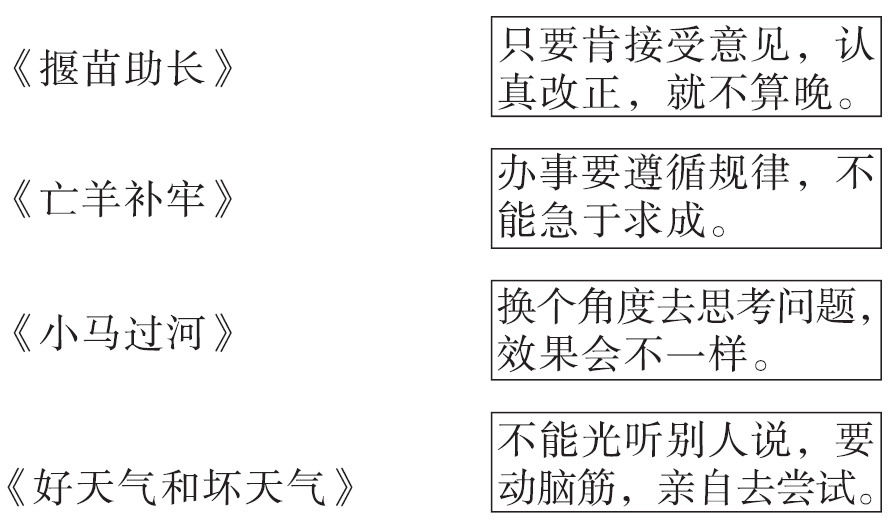 《揠苗助长》
只要肯接受意见，认
真改正，就不算晚。
《亡羊补牢》
办事要遵循规律，不
能急于求成。
《小马过河》
换个角度去思考问题，
效果会不一样。
《好天气和坏天气》
不能光听别人说，要
动脑筋，亲自去尝试。